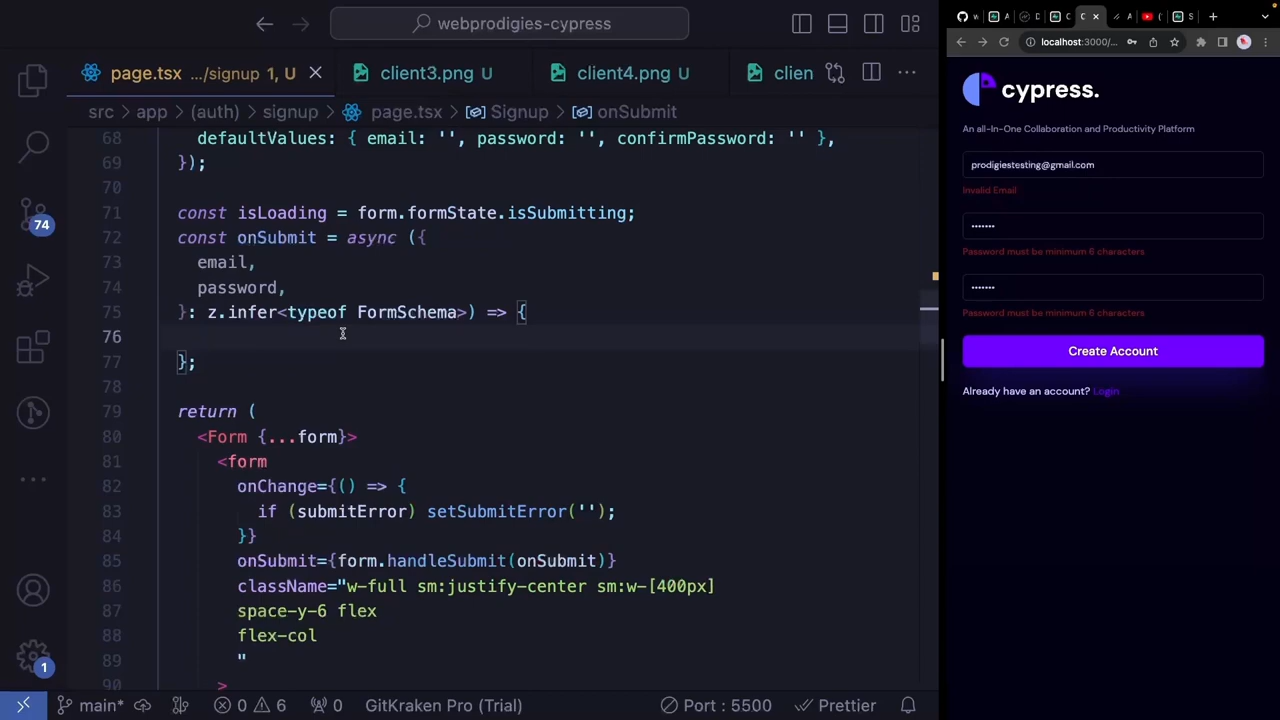 webprodigies-cypress
page.tsx .../signup 1, U
client3.png U
client4.png U
clien
src > app > (auth) > signup > page.tsx > Signup > onSubmit
68 defaultValues: { email: '', password: '', confirmPassword: '' },
69 });
70
71 const isLoading = form.formState.isSubmitting;
72 const onSubmit = async ({
73 email,
74 password,
75 }: z.infer<typeof FormSchema>) => {
76
77 };
78
79 return (
80 <Form {...form}>
81 <form
82 onChange={() => {
83 if (submitError) setSubmitError('');
84 }}
85 onSubmit={form.handleSubmit(onSubmit)}
86 className="w-full sm:justify-center sm:w-[400px]
87 space-y-6 flex
88 flex-col
89 "
90 >
74
1
main*
0 6
0
GitKraken Pro (Trial)
Port : 5500
Prettier
localhost:3000/...
cypress.
An all-In-One Collaboration and Productivity Platform
prodigiestesting@gmail.com
Invalid Email
•••••••
Password must be minimum 6 characters
•••••••
Password must be minimum 6 characters
Create Account
Already have an account? Login